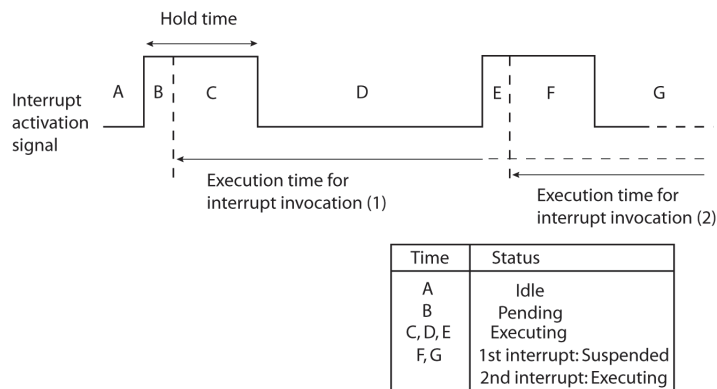 Hold time
A B C D E F G
Interrupt
activation
signal
Execution time for
interrupt invocation (1)
Execution time for
interrupt invocation (2)
Time Status
A Idle
B Pending
C, D, E Executing
F, G 1st interrupt: Suspended
2nd interrupt: Executing